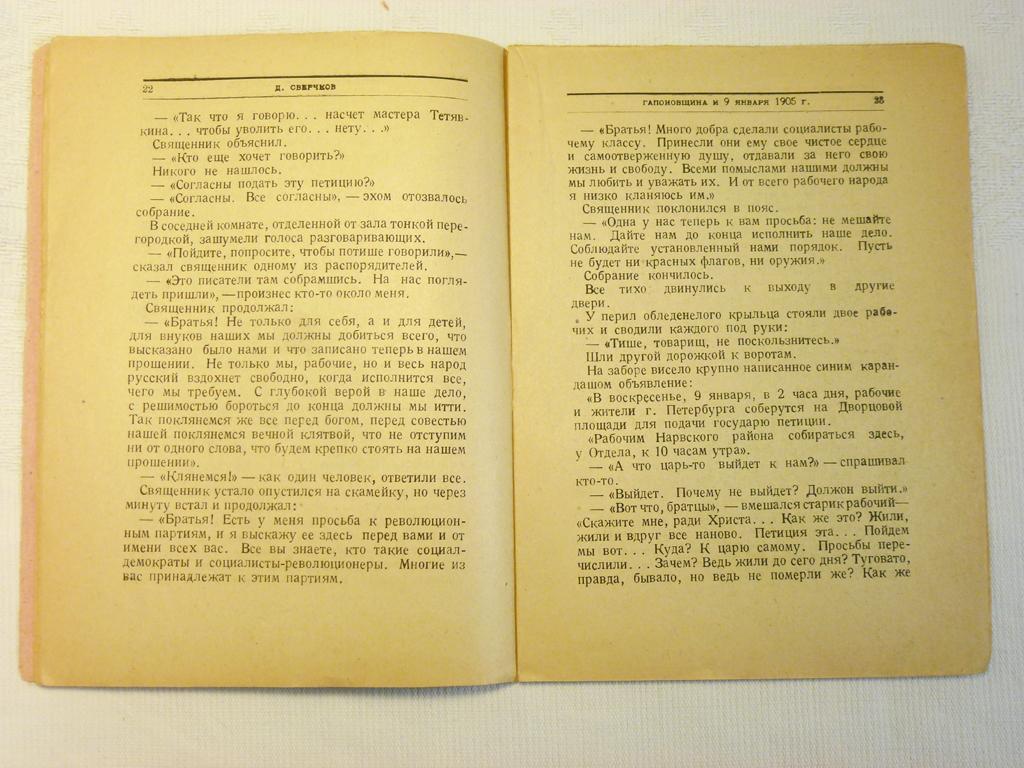 22
Д. СВЕРЧКОВ
— «Так что я говорю... насчет мастера Тетяв-
кина... чтобы уволить его... нету...»
Священник объяснил.
— «Кто еще хочет говорить?»
Никого не нашлось.
— «Согласны подать эту петицию?»
— «Согласны. Все согласны», — эхом отозвалось
собрание.
В соседней комнате, отделенной от зала тонкой пере-
городкой, зашумели голоса разговаривающих.
— «Пойдите, попросите, чтобы потише говорили», —
сказал священник одному из распорядителей.
— «Это писатели там собрамшись. На нас погля-
деть пришли», — произнес кто-то около меня.
Священник продолжал:
— «Братья! Не только для себя, а и для детей,
для внуков наших мы должны добиться всего, что
высказано было нами и что записано теперь в нашем
прошении. Не только мы, рабочие, но и весь народ
русский вздохнет свободно, когда исполнится все,
чего мы требуем. С глубокой верой в наше дело,
с решимостью бороться до конца должны мы итти.
Так поклянемся же все перед богом, перед совестью
нашей поклянемся вечной клятвой, что не отступим
ни от одного слова, что будем крепко стоять на нашем
прошении».
— «Клянемся!» — как один человек, ответили все.
Священник устало опустился на скамейку, но через
минуту встал и продолжал:
— «Братья! Есть у меня просьба к революцион-
ным партиям, и я выскажу ее здесь перед вами и от
имени всех вас. Все вы знаете, кто такие социал-
демократы и социалисты-революционеры. Многие из
вас принадлежат к этим партиям.
ГАПОНОВЩИНА И 9 ЯНВАРЯ 1905 г.
23
— «Братья! Много добра сделали социалисты рабо-
чему классу. Принесли они ему свое чистое сердце
и самоотверженную душу, отдавали за него свою
жизнь и свободу. Всеми помыслами нашими должны
мы любить и уважать их. И от всего рабочего народа
я низко кланяюсь им.»
Священник поклонился в пояс.
— «Одна у нас теперь к вам просьба: не мешайте
нам. Дайте нам до конца исполнить наше дело.
Соблюдайте установленный нами порядок. Пусть
не будет ни красных флагов, ни оружия.»
Собрание кончилось.
Все тихо двинулись к выходу в другие
двери.
У перил обледенелого крыльца стояли двое рабо-
чих и сводили каждого под руки:
— «Тише, товарищ, не поскользнитесь.»
Шли другой дорожкой к воротам.
На заборе висело крупно написанное синим каран-
дашом объявление:
«В воскресенье, 9 января, в 2 часа дня, рабочие
и жители г. Петербурга соберутся на Дворцовой
площади для подачи государю петиции.
«Рабочим Нарвского района собираться здесь,
у Отдела, к 10 часам утра».
— «А что царь-то выйдет к нам?» — спрашивал
кто-то.
— «Выйдет. Почему не выйдет? Должон выйти.»
— «Вот что, братцы», — вмешался старик рабочий —
«Скажите мне, ради Христа... Как же это? Жили,
жили и вдруг все наново. Петиция эта... Пойдем
мы вот... Куда? К царю самому. Просьбы пере-
числили... Зачем? Ведь жили до сего дня? Туговато,
правда, бывало, но ведь не померли же? Как же